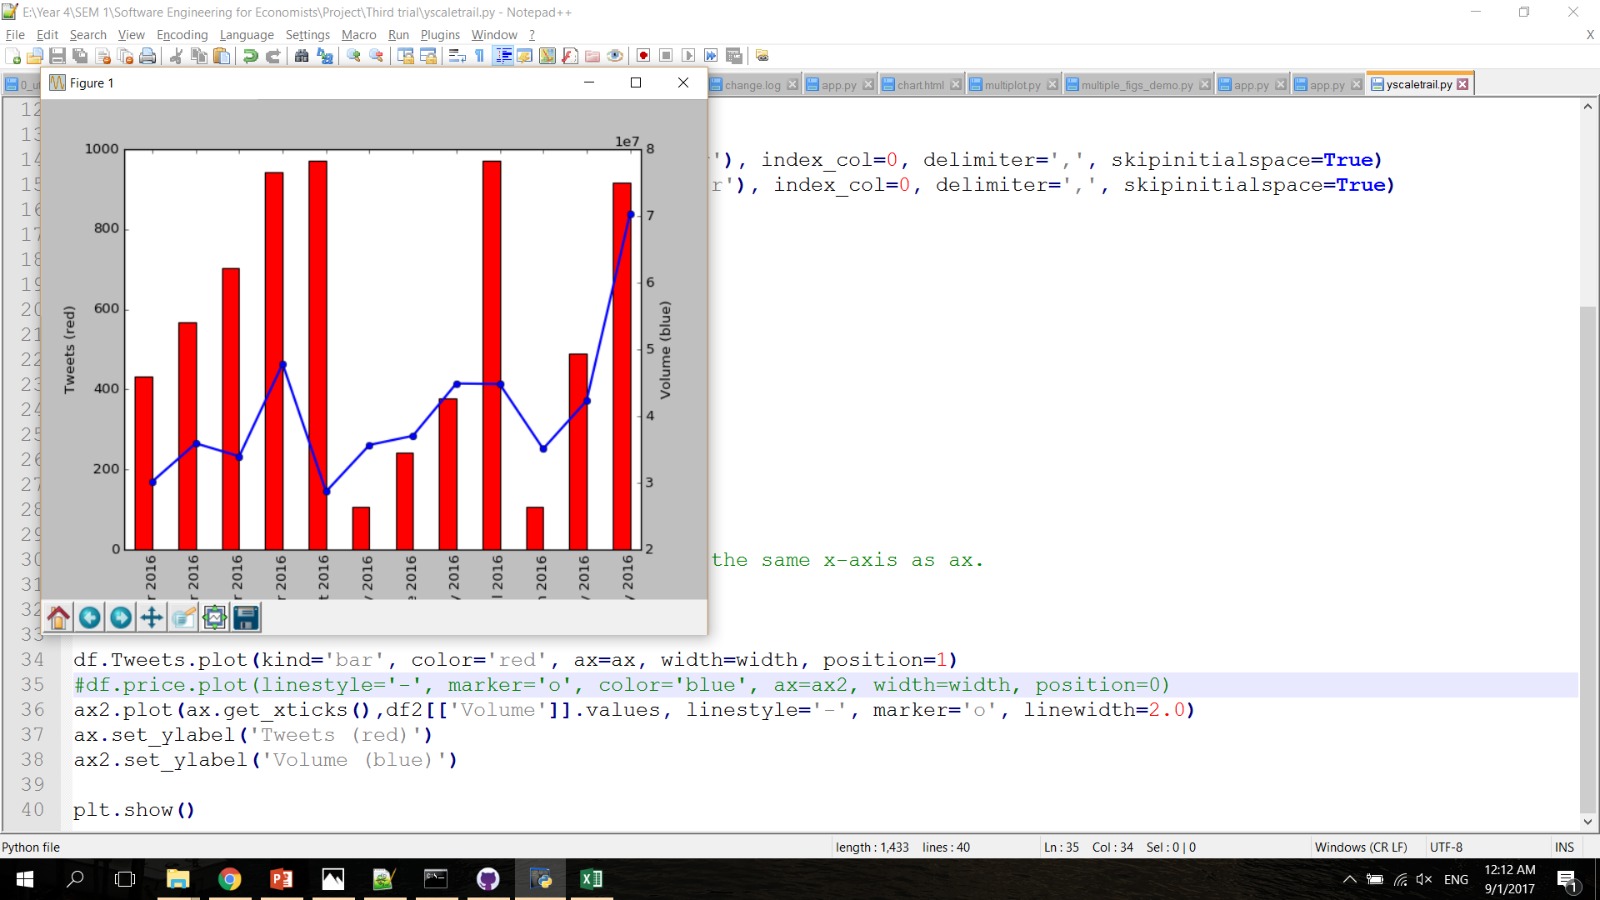 E:\Year 4\SEM 1\Software Engineering for Economists\Project\Third trial\yscaletrail.py - Notepad++
File Edit Search View Encoding Language Settings Macro Run Plugins Window ? X
change.log app.py chart.html multiplot.py multiple_figs_demo.py app.py app.py yscaletrail.py
Figure 1
1e7
1000
800
600
400
200
0
8
7
6
5
4
3
2
Tweets (red)
Volume (blue)
r 2016
r 2016
r 2016
r 2016
t 2016
y 2016
e 2016
y 2016
l 2016
n 2016
y 2016
y 2016
12
13
14 '), index_col=0, delimiter=',', skipinitialspace=True)
15 r'), index_col=0, delimiter=',', skipinitialspace=True)
16
17
18
19
20
21
22
23
24
25
26
27
28
29
30 the same x-axis as ax.
31
32
33
34 df.Tweets.plot(kind='bar', color='red', ax=ax, width=width, position=1)
35 #df.price.plot(linestyle='-', marker='o', color='blue', ax=ax2, width=width, position=0)
36 ax2.plot(ax.get_xticks(),df2[['Volume']].values, linestyle='-', marker='o', linewidth=2.0)
37 ax.set_ylabel('Tweets (red)')
38 ax2.set_ylabel('Volume (blue)')
39
40 plt.show()
Python file length : 1,433 lines : 40 Ln : 35 Col : 34 Sel : 0 | 0 Windows (CR LF) UTF-8 INS
ENG
12:12 AM
9/1/2017
1